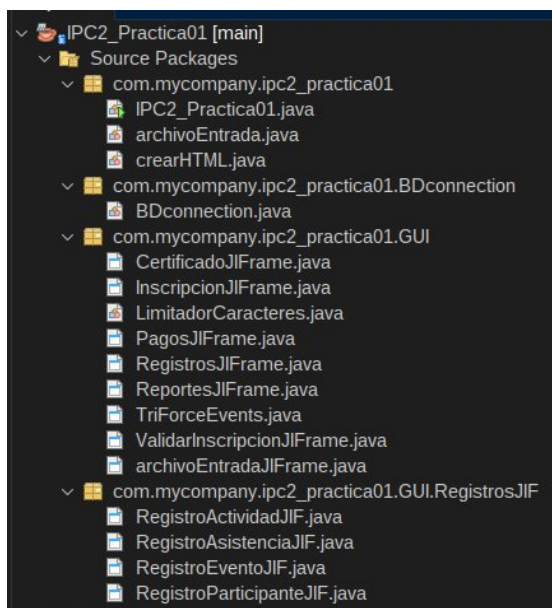 IPC2_Practica01 [main]
Source Packages
com.mycompany.ipc2_practica01
IPC2_Practica01.java
archivoEntrada.java
crearHTML.java
com.mycompany.ipc2_practica01.BDconnection
BDconnection.java
com.mycompany.ipc2_practica01.GUI
CertificadoJIFrame.java
InscripcionJIFrame.java
LimitadorCaracteres.java
PagosJIFrame.java
RegistrosJIFrame.java
ReportesJIFrame.java
TriForceEvents.java
ValidarInscripcionJIFrame.java
archivoEntradaJIFrame.java
com.mycompany.ipc2_practica01.GUI.RegistrosJIF
RegistroActividadJIF.java
RegistroAsistenciaJIF.java
RegistroEventoJIF.java
RegistroParticipanteJIF.java